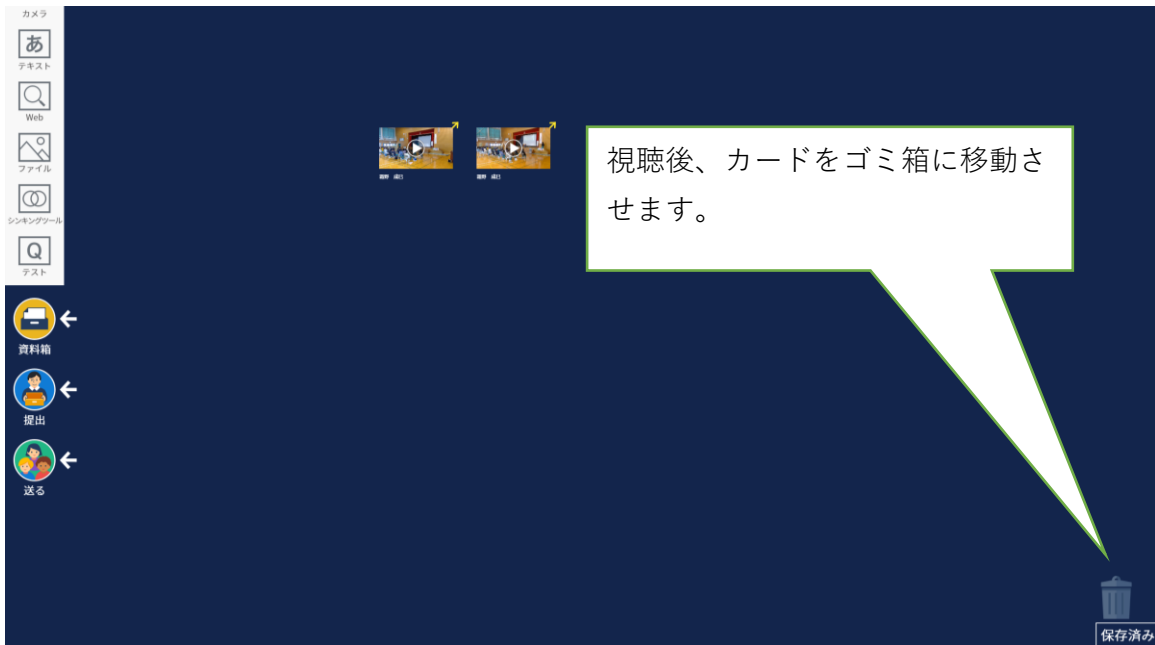 カメラ
あ
テキスト
Web
ファイル
シンキングツール
Q
テスト
資料箱
提出
送る
視聴後、カードをゴミ箱に移動さ
せます。
保存済み